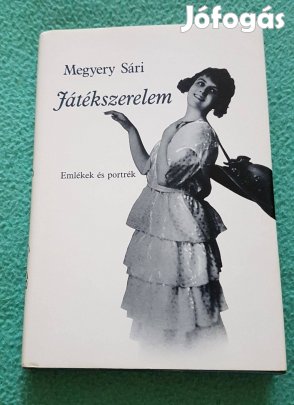 Jófogás
Megyery Sári
Játékszerelem
Emlékek és portrék